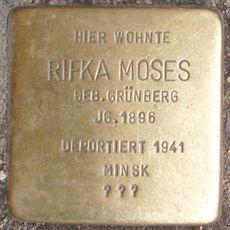 HIER WOHNTE
RIFKA MOSES
GEB. GRÜNBERG
JG. 1896
DEPORTIERT 1941
MINSK
???